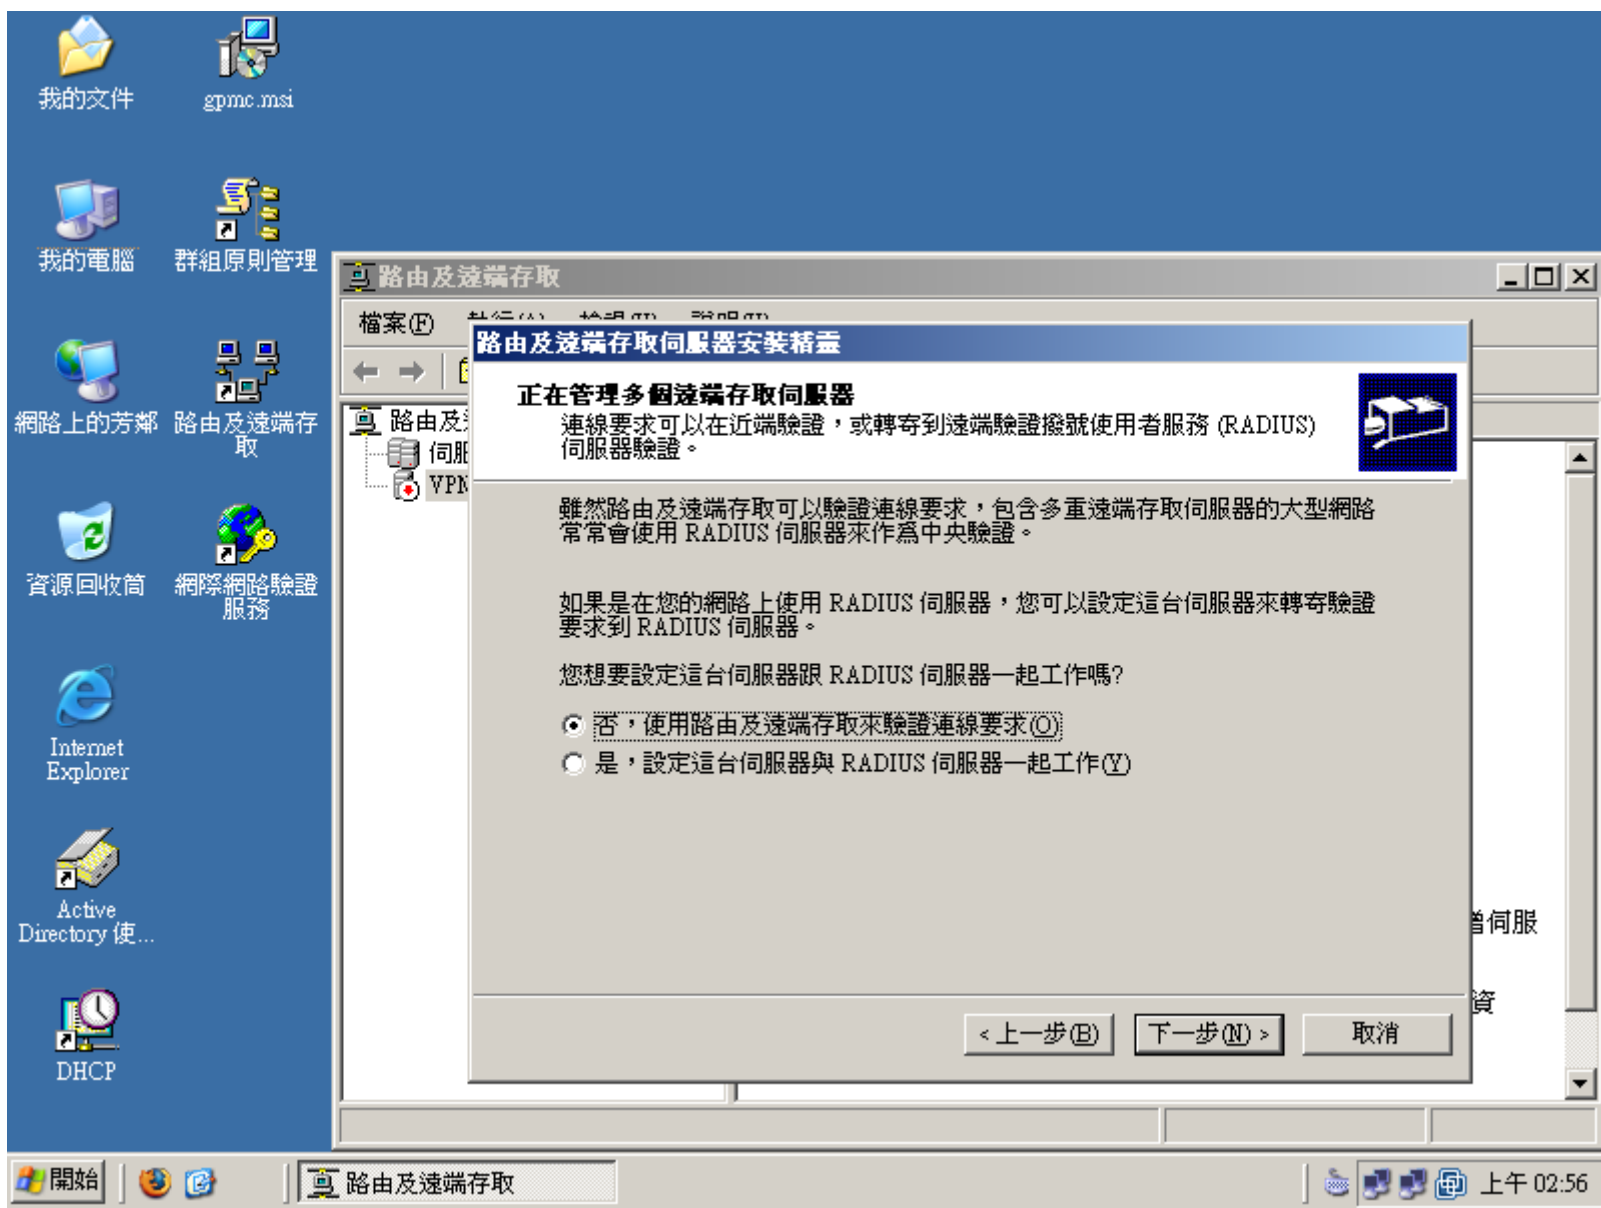 我的文件
gpmc.msi
我的電腦
群組原則管理
網路上的芳鄰
路由及遠端存
取
資源回收筒
網際網路驗證
服務
Internet
Explorer
Active
Directory 使...
DHCP
路由及遠端存取
檔案(F)
路由及遠端存取伺服器安裝精靈
正在管理多個遠端存取伺服器
連線要求可以在近端驗證，或轉寄到遠端驗證撥號使用者服務 (RADIUS)
伺服器驗證。
路由及
伺服
VPN
雖然路由及遠端存取可以驗證連線要求，包含多重遠端存取伺服器的大型網路
常常會使用 RADIUS 伺服器來作為中央驗證。
如果是在您的網路上使用 RADIUS 伺服器，您可以設定這台伺服器來轉寄驗證
要求到 RADIUS 伺服器。
您想要設定這台伺服器跟 RADIUS 伺服器一起工作嗎?
否，使用路由及遠端存取來驗證連線要求(O)
是，設定這台伺服器與 RADIUS 伺服器一起工作(Y)
伺服
資
<上一步(B)
下一步(N) >
取消
開始
路由及遠端存取
上午 02:56